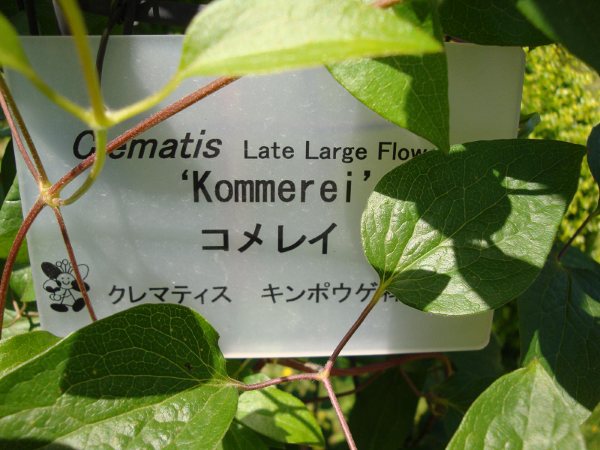 Clematis Late Large Flow
‘Kommerei’
コメレイ
クレマティス キンポウゲ科